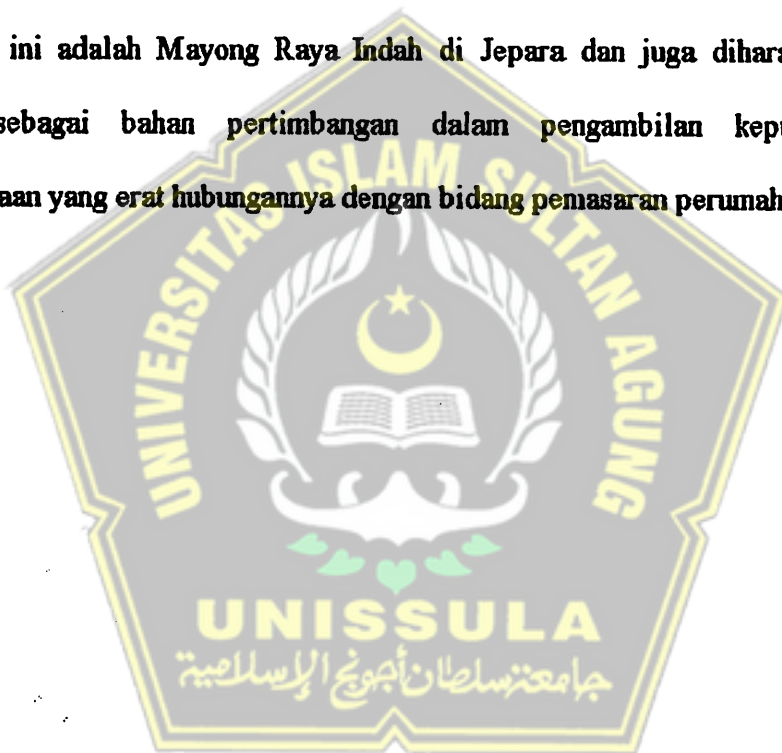 ini adalah Mayong Raya Indah di Jepara dan juga dihara
sebagai bahan pertimbangan dalam pengambilan kep
aan yang erat hubungannya dengan bidang pemasaran perumah
UNIVERSITAS ISLAM SULTAN AGUNG
UNISSULA
جامعة سلطان أجونج الإسلامية